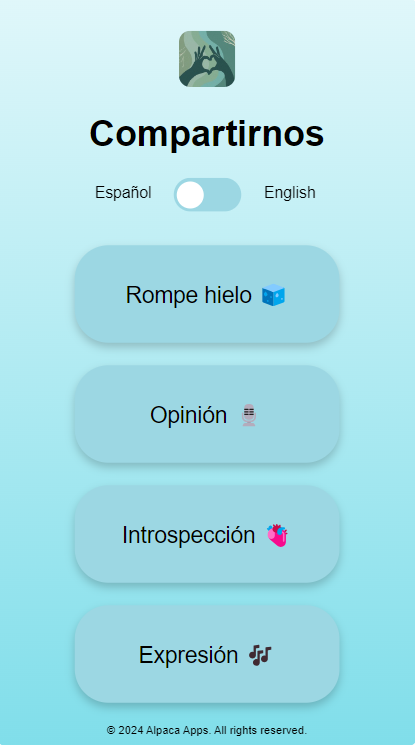 Compartirnos
Español English
Rompe hielo 🧊
Opinión 🎙️
Introspección 🫀
Expresión 🎶
© 2024 Alpaca Apps. All rights reserved.